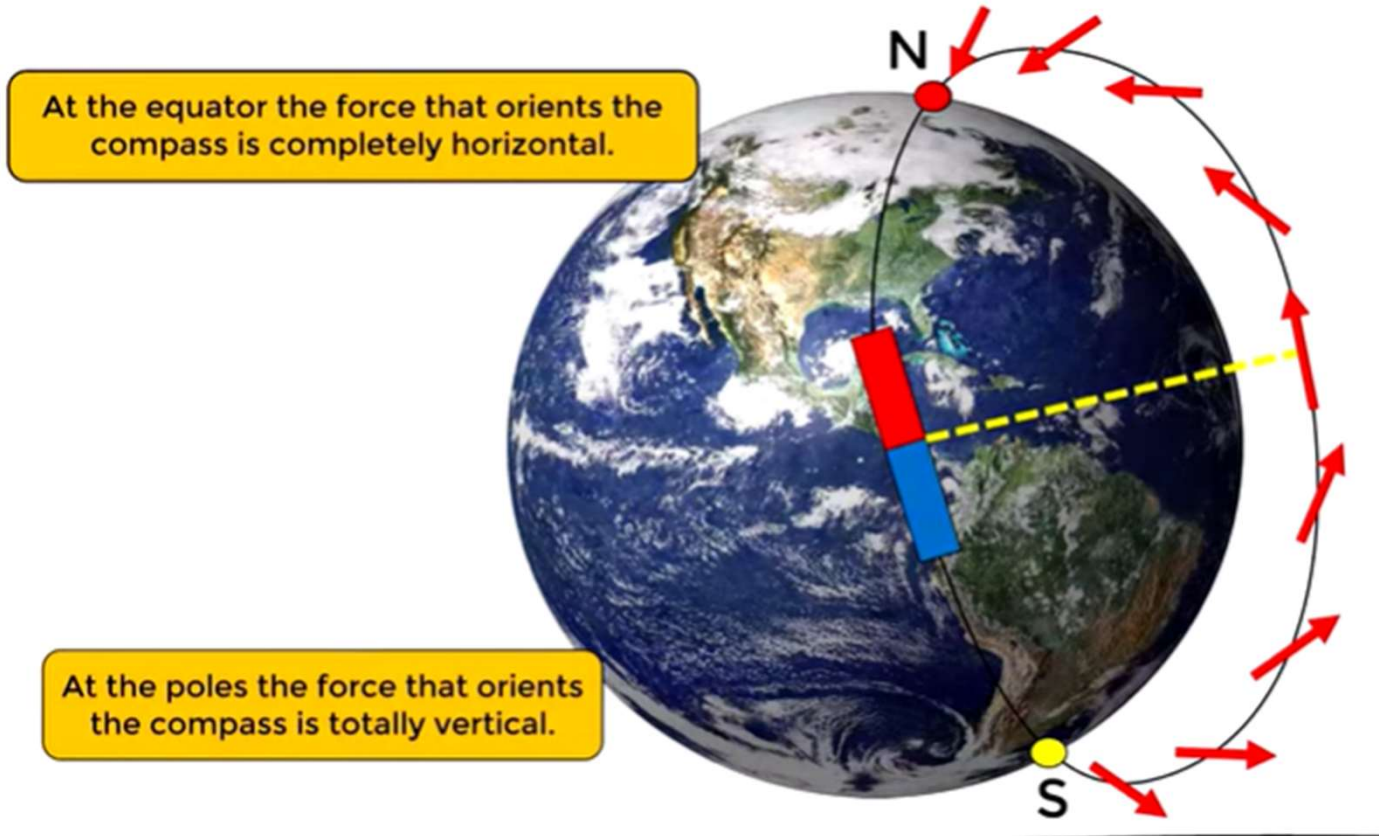 N
At the equator the force that orients the
compass is completely horizontal.
At the poles the force that orients
the compass is totally vertical.
S